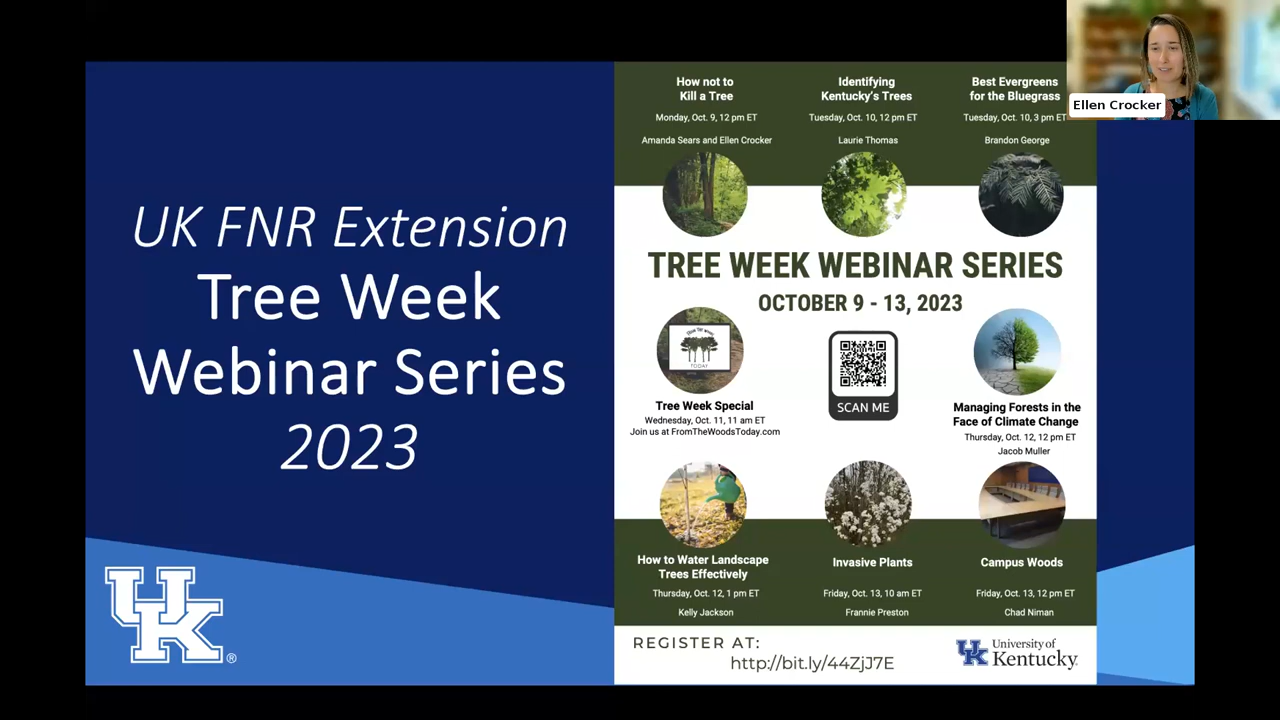 Ellen Crocker
UK FNR Extension
Tree Week
Webinar Series
2023
UK®
How not to
Kill a Tree
Monday, Oct. 9, 12 pm ET
Amanda Sears and Ellen Crocker
Identifying
Kentucky's Trees
Tuesday, Oct. 10, 12 pm ET
Laurie Thomas
Best Evergreens
for the Bluegrass
Tuesday, Oct. 10, 3 pm ET
Brandon George
TREE WEEK WEBINAR SERIES
OCTOBER 9 - 13, 2023
FROM THE WOODS
TODAY
Tree Week Special
Wednesday, Oct. 11, 11 am ET
Join us at FromTheWoodsToday.com
SCAN ME
Managing Forests in the
Face of Climate Change
Thursday, Oct. 12, 12 pm ET
Jacob Muller
How to Water Landscape
Trees Effectively
Thursday, Oct. 12, 1 pm ET
Kelly Jackson
Invasive Plants
Friday, Oct. 13, 10 am ET
Frannie Preston
Campus Woods
Friday, Oct. 13, 12 pm ET
Chad Niman
REGISTER AT:
http://bit.ly/44ZjJ7E
UK University of
Kentucky.